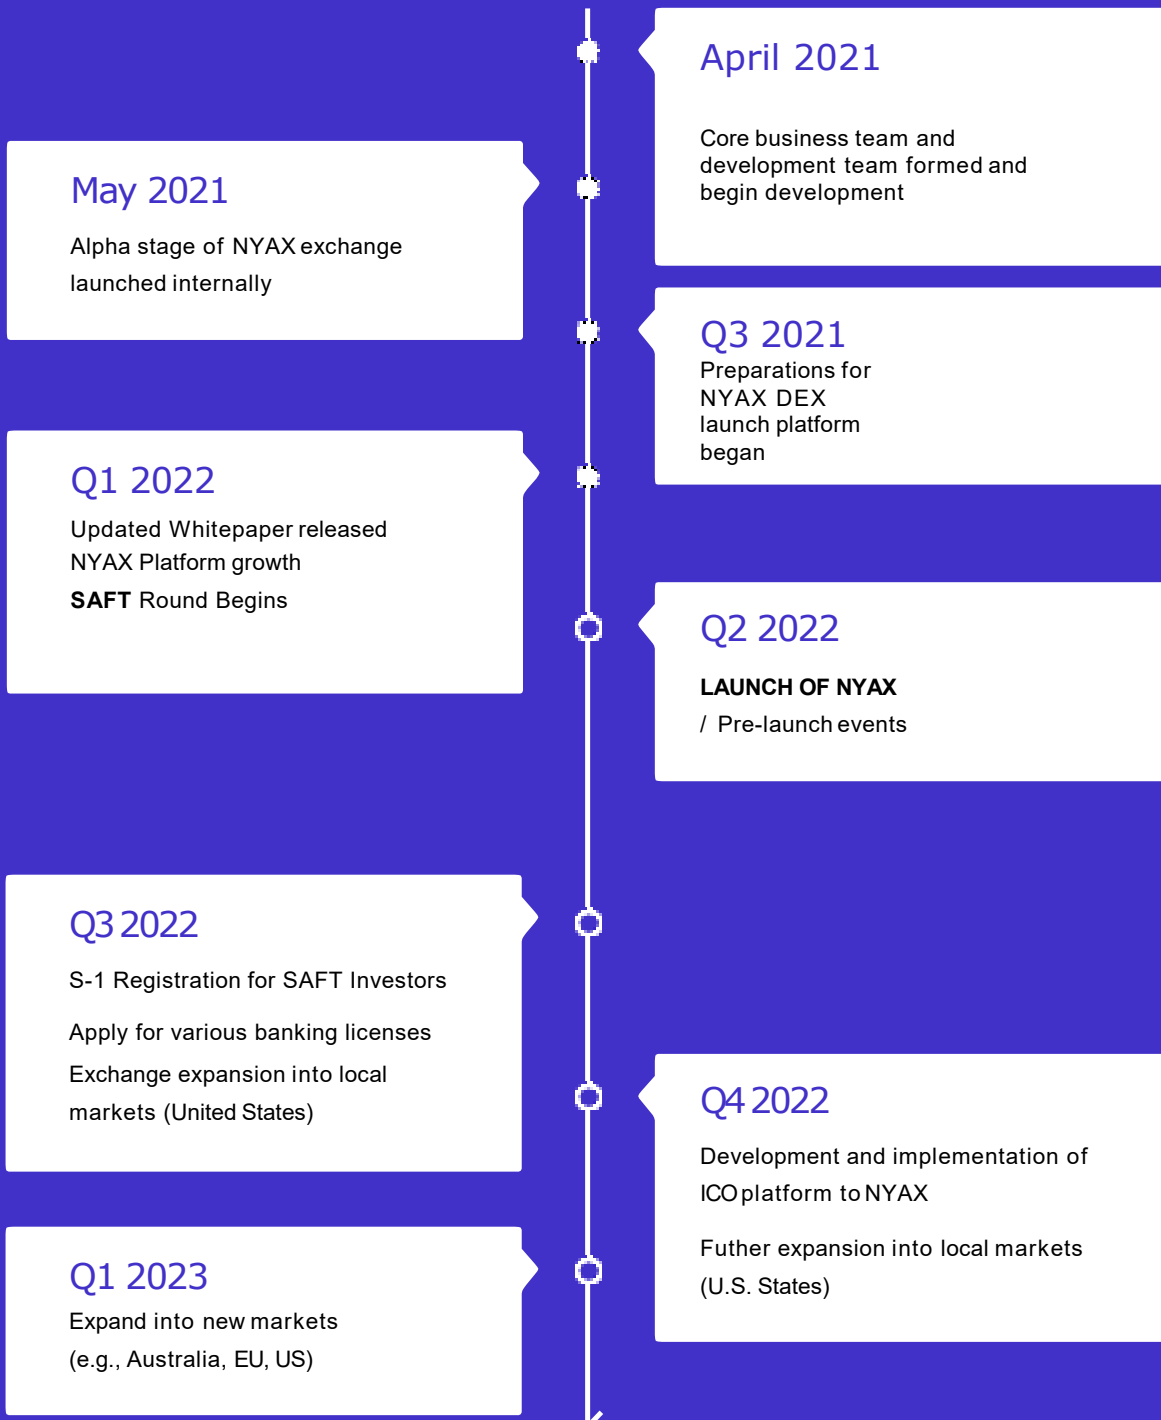 April 2021
Core business team and
development team formed and
begin development
May 2021
Alpha stage of NYAX exchange
launched internally
Q3 2021
Preparations for
NYAX DEX
launch platform
began
Q1 2022
Updated Whitepaper released
NYAX Platform growth
SAFT Round Begins
Q2 2022
LAUNCH OF NYAX
/ Pre-launch events
Q3 2022
S-1 Registration for SAFT Investors
Apply for various banking licenses
Exchange expansion into local
markets (United States)
Q4 2022
Development and implementation of
ICO platform to NYAX
Futher expansion into local markets
(U.S. States)
Q1 2023
Expand into new markets
(e.g., Australia, EU, US)